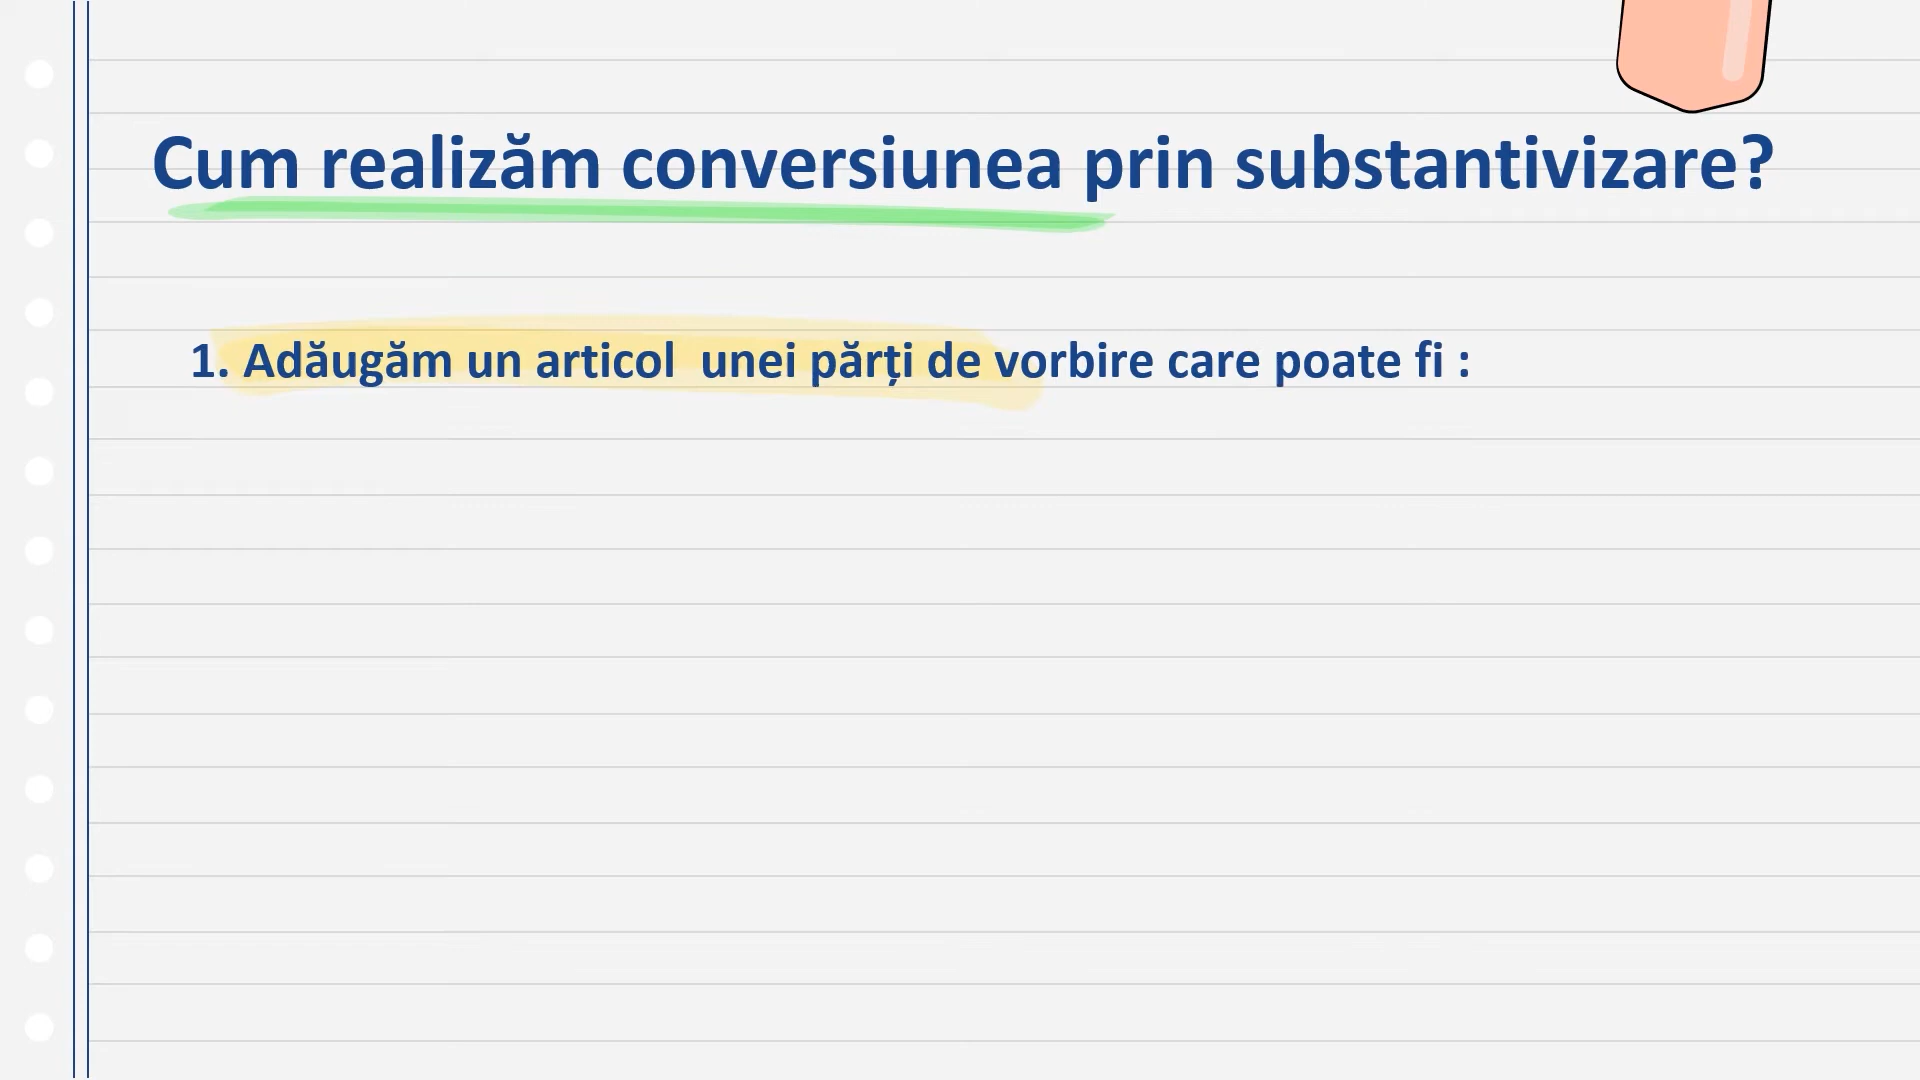 Cum realizăm conversiunea prin substantivizare?
1. Adăugăm un articol  unei părți de vorbire care poate fi :